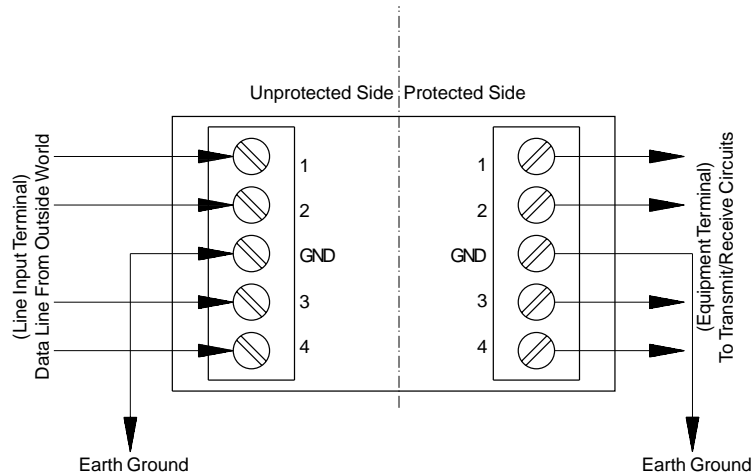 Unprotected Side
Protected Side
(Line Input Terminal)
Data Line From Outside World
1
2
GND
3
4
1
2
GND
3
4
(Equipment Terminal)
To Transmit/Receive Circuits
Earth Ground
Earth Ground